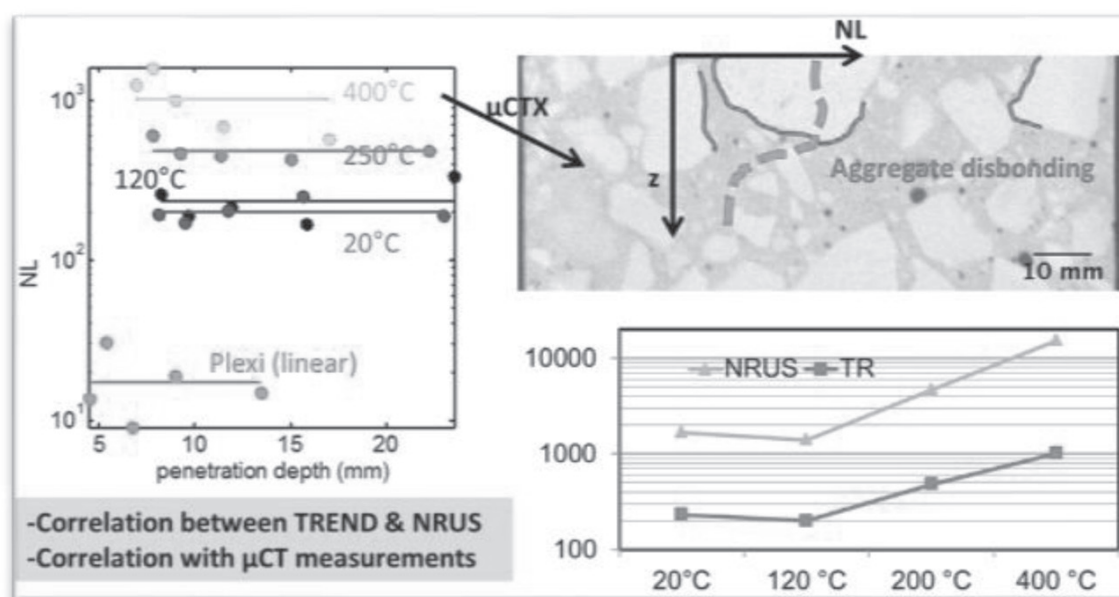 NL
10³
10²
10¹
400°C
250°C
120°C
20°C
Plexi (linear)
5
10
15
20
penetration depth (mm)
NL
μCTX
z
Aggregate disbonding
10 mm
10000
1000
100
NRUS
TR
20 °C
120 °C
200 °C
400 °C
-Correlation between TREND & NRUS
-Correlation with μCT measurements